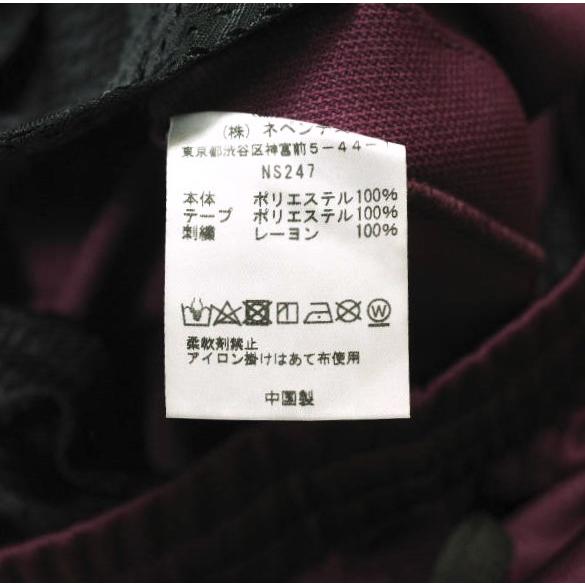 (株) ネヘンテス
東京都渋谷区神宮前5-44-1
NS247
本体 ポリエステル100%
テープ ポリエステル100%
刺繍 レーヨン 100%
W
柔軟剤禁止
アイロン掛けはあて布使用
中国製